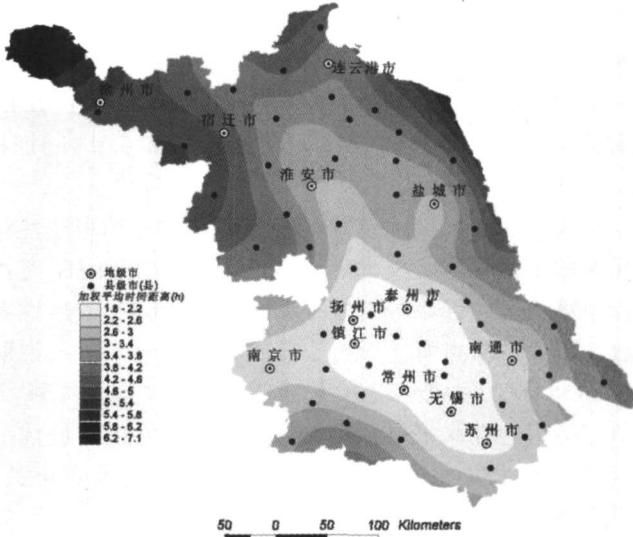 连云港市
徐州市
宿迁市
淮安市
盐城市
泰州市
扬州市
镇江市
南京市
南通市
常州市
无锡市
苏州市
地级市
县级市(县)
加权平均时间距离(h)
1.8 - 2.2
2.2 - 2.6
2.6 - 3
3 - 3.4
3.4 - 3.8
3.8 - 4.2
4.2 - 4.6
4.6 - 5
5 - 5.4
5.4 - 5.8
5.8 - 6.2
6.2 - 7.1
50 0 50 100 Kilometers